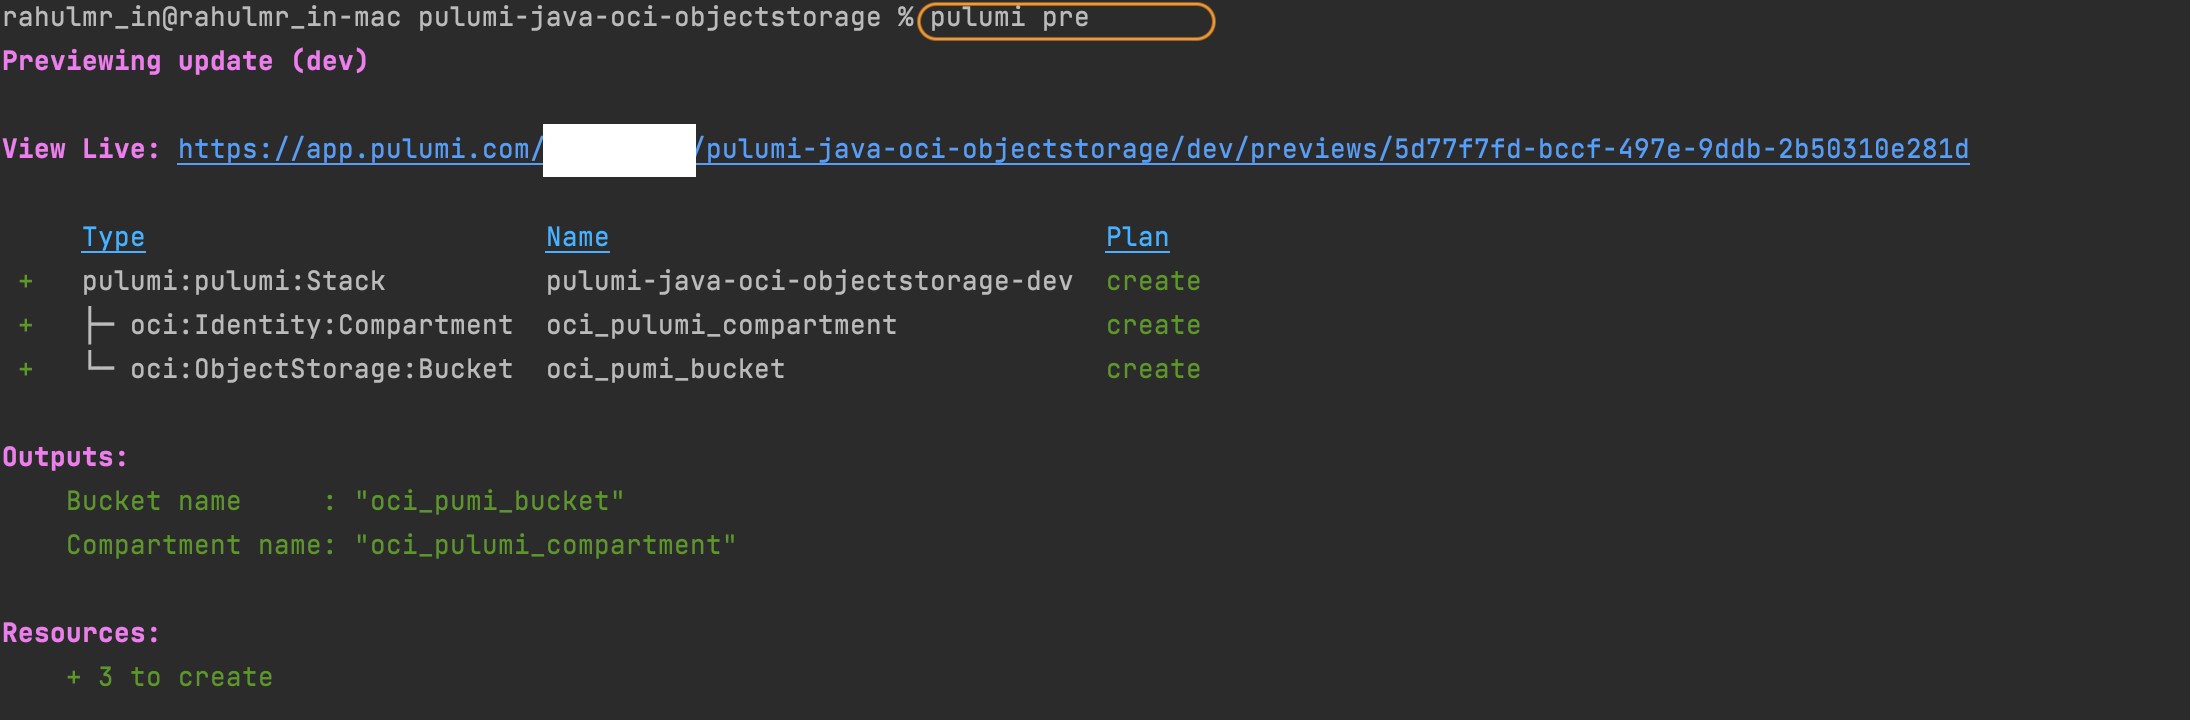 rahulmr_in@rahulmr_in-mac pulumi-java-oci-objectstorage % pulumi pre
Previewing update (dev)
View Live: https://app.pulumi.com/ /pulumi-java-oci-objectstorage/dev/previews/5d77f7fd-bccf-497e-9ddb-2b50310e281d
Type Name Plan
+ pulumi:pulumi:Stack pulumi-java-oci-objectstorage-dev create
+ ├─ oci:Identity:Compartment oci_pulumi_compartment create
+ └─ oci:ObjectStorage:Bucket oci_pumi_bucket create
Outputs:
Bucket name : "oci_pumi_bucket"
Compartment name: "oci_pulumi_compartment"
Resources:
+ 3 to create